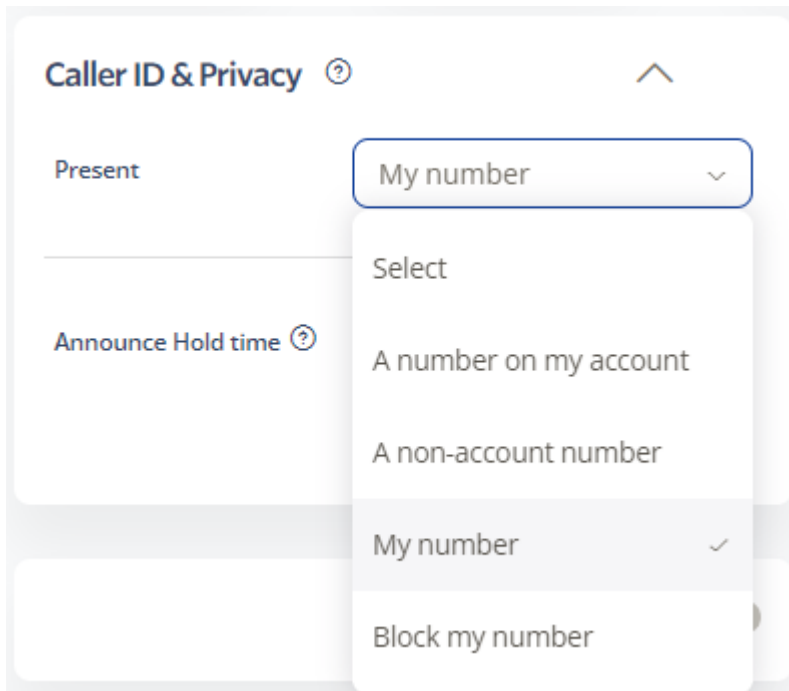 Caller ID & Privacy
Present
My number
Select
Announce Hold time
A number on my account
A non-account number
My number
Block my number